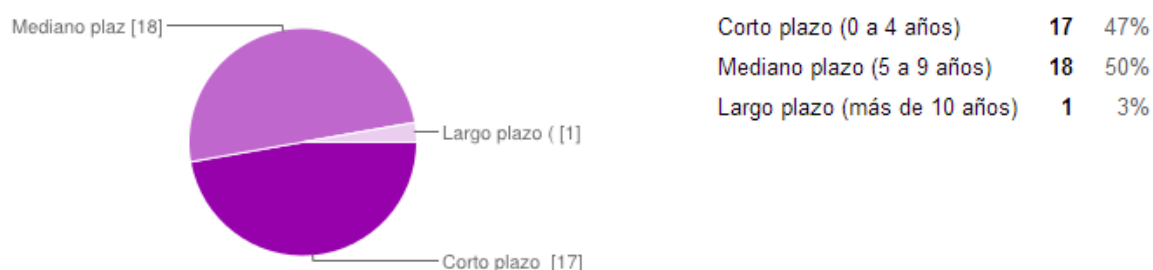 Mediano plaz [18]
Largo plazo ( [1]
Corto plazo [17]
Corto plazo (0 a 4 años) 17 47%
Mediano plazo (5 a 9 años) 18 50%
Largo plazo (más de 10 años) 1 3%